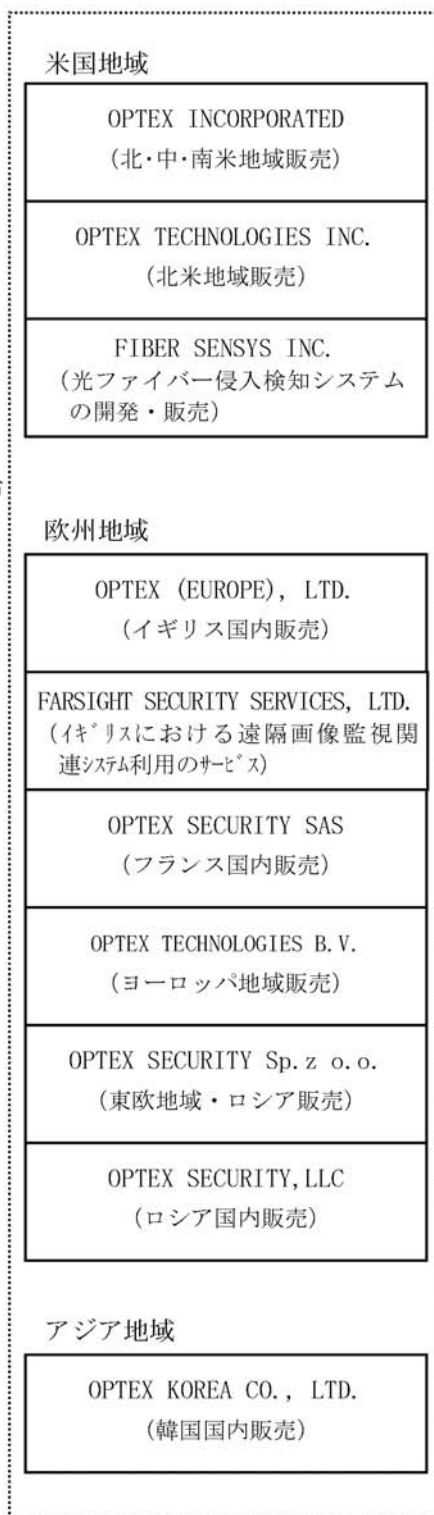 米国地域
OPTEX INCORPORATED
(北・中・南米地域販売)
OPTEX TECHNOLOGIES INC.
(北米地域販売)
FIBER SENSYS INC.
(光ファイバー侵入検知システム
の開発・販売)
欧州地域
OPTEX (EUROPE), LTD.
(イギリス国内販売)
FARSIGHT SECURITY SERVICES, LTD.
(ｲｷﾞﾘｽにおける遠隔画像監視関
連ｼｽﾃﾑ利用のｻｰﾋﾞｽ)
OPTEX SECURITY SAS
(フランス国内販売)
OPTEX TECHNOLOGIES B.V.
(ヨーロッパ地域販売)
OPTEX SECURITY Sp.z o.o.
(東欧地域・ロシア販売)
OPTEX SECURITY,LLC
(ロシア国内販売)
アジア地域
OPTEX KOREA CO., LTD.
(韓国国内販売)